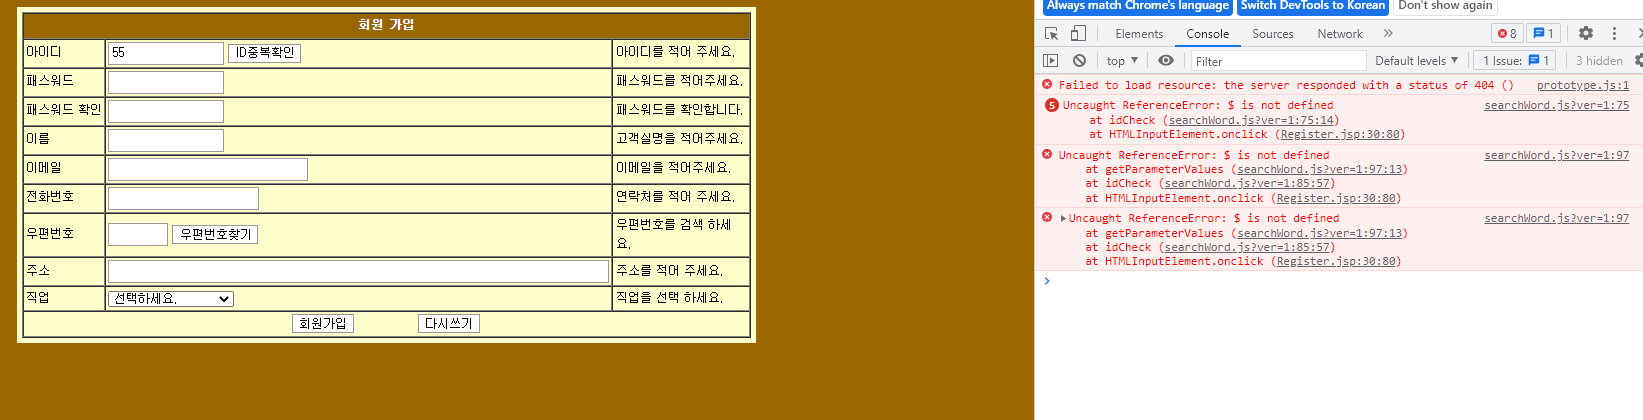 회원 가입
아이디 55 ID중복확인 아이디를 적어 주세요.
패스워드 패스워드를 적어주세요.
패스워드 확인 패스워드를 확인합니다.
이름 고객실명을 적어주세요.
이메일 이메일을 적어주세요.
전화번호 연락처를 적어 주세요.
우편번호 우편번호찾기 우편번호를 검색 하세
요.
주소 주소를 적어 주세요.
직업 선택하세요. 직업을 선택 하세요.
회원가입 다시쓰기
Always match Chrome's language Switch DevTools to Korean Don't show again
Elements Console Sources Network » 8 1
top ▼ Filter Default levels ▼ 1 Issue: 1 3 hidden
Failed to load resource: the server responded with a status of 404 () prototype.js:1
5 Uncaught ReferenceError: $ is not defined searchWord.js?ver=1:75
at idCheck (searchWord.js?ver=1:75:14)
at HTMLInputElement.onclick (Register.jsp:30:80)
Uncaught ReferenceError: $ is not defined searchWord.js?ver=1:97
at getParameterValues (searchWord.js?ver=1:97:13)
at idCheck (searchWord.js?ver=1:85:57)
at HTMLInputElement.onclick (Register.jsp:30:80)
Uncaught ReferenceError: $ is not defined searchWord.js?ver=1:97
at getParameterValues (searchWord.js?ver=1:97:13)
at idCheck (searchWord.js?ver=1:85:57)
at HTMLInputElement.onclick (Register.jsp:30:80)